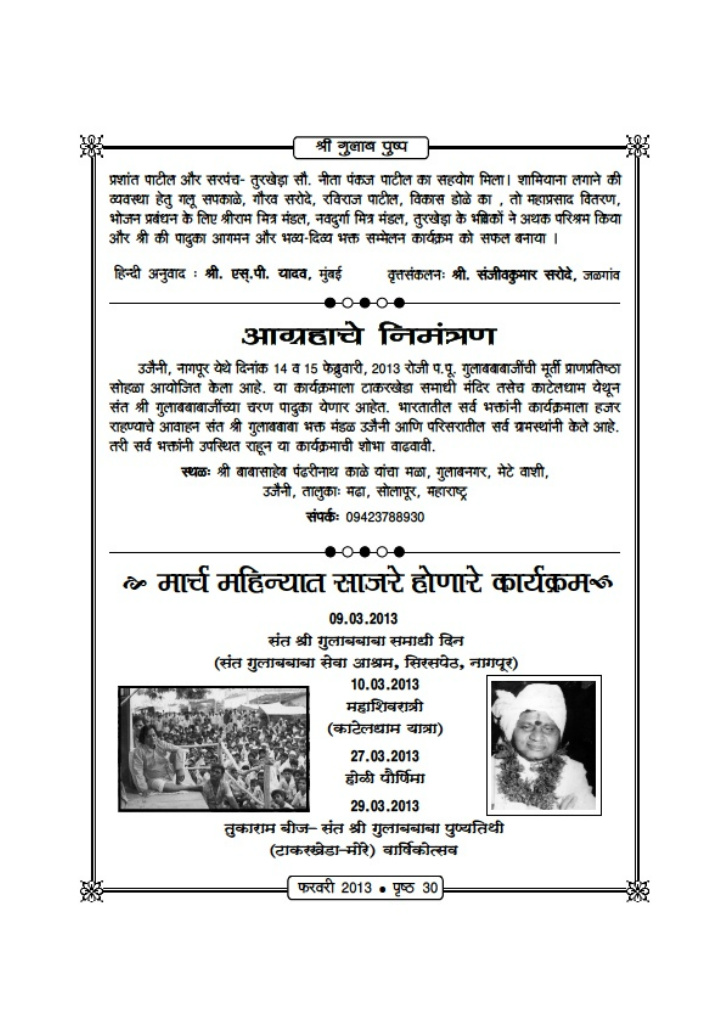 श्री गुलाब पुष्प
प्रशांत पाटील और सरपंच- तुरखेड़ा सौ. नीता पंकज पाटील का सहयोग मिला। शामियाना लगाने की
व्यवस्था हेतु गलू सपकाळे, गौरव सरोदे, रविराज पाटील, विकास डोळे का , तो महाप्रसाद वितरण,
भोजन प्रबंधन के लिए श्रीराम मित्र मंडल, नवदुर्गा मित्र मंडल, तुरखेड़ा के भाविकों ने अथक परिश्रम किया
और श्री की पादुका आगमन और भव्य-दिव्य भक्त सम्मेलन कार्यक्रम को सफल बनाया ।
हिन्दी अनुवाद : श्री. एस्.पी. यादव, मुंबई वृत्तसंकलनः श्री. संजीवकुमार सरोदे, जळगांव
आग्रहाचे निमंत्रण
उजैनी, नागपूर येथे दिनांक 14 व 15 फेब्रुवारी, 2013 रोजी प.पू. गुलाबबाबाजींची मूर्ती प्राणप्रतिष्ठा
सोहळा आयोजित केला आहे. या कार्यक्रमाला टाकरखेडा समाधी मंदिर तसेच काटेलधाम येथून
संत श्री गुलाबबाबाजींच्या चरण पादुका येणार आहेत. भारतातील सर्व भक्तांनी कार्यक्रमाला हजर
राहण्याचे आवाहन संत श्री गुलाबबाबा भक्त मंडळ उजैनी आणि परिसरातील सर्व ग्रामस्थांनी केले आहे.
तरी सर्व भक्तांनी उपस्थित राहून या कार्यक्रमाची शोभा वाढवावी.
स्थळः श्री बाबासाहेब पंढरीनाथ काळे यांचा मळा, गुलाबनगर, मेटे वाशी,
उजैनी, तालुकाः मढा, सोलापूर, महाराष्ट्र
संपर्कः 09423788930
मार्च महिन्यात साजरे होणारे कार्यक्रम
09.03.2013
संत श्री गुलाबबाबा समाधी दिन
(संत गुलाबबाबा सेवा आश्रम, सिरसपेठ, नागपूर)
10.03.2013
महाशिवरात्री
(काटेलधाम यात्रा)
27.03.2013
होळी पौर्णिमा
29.03.2013
तुकाराम बीज– संत श्री गुलाबबाबा पुण्यतिथी
(टाकरखेडा–मोरे) वार्षिकोत्सव
फरवरी 2013 ● पृष्ठ 30